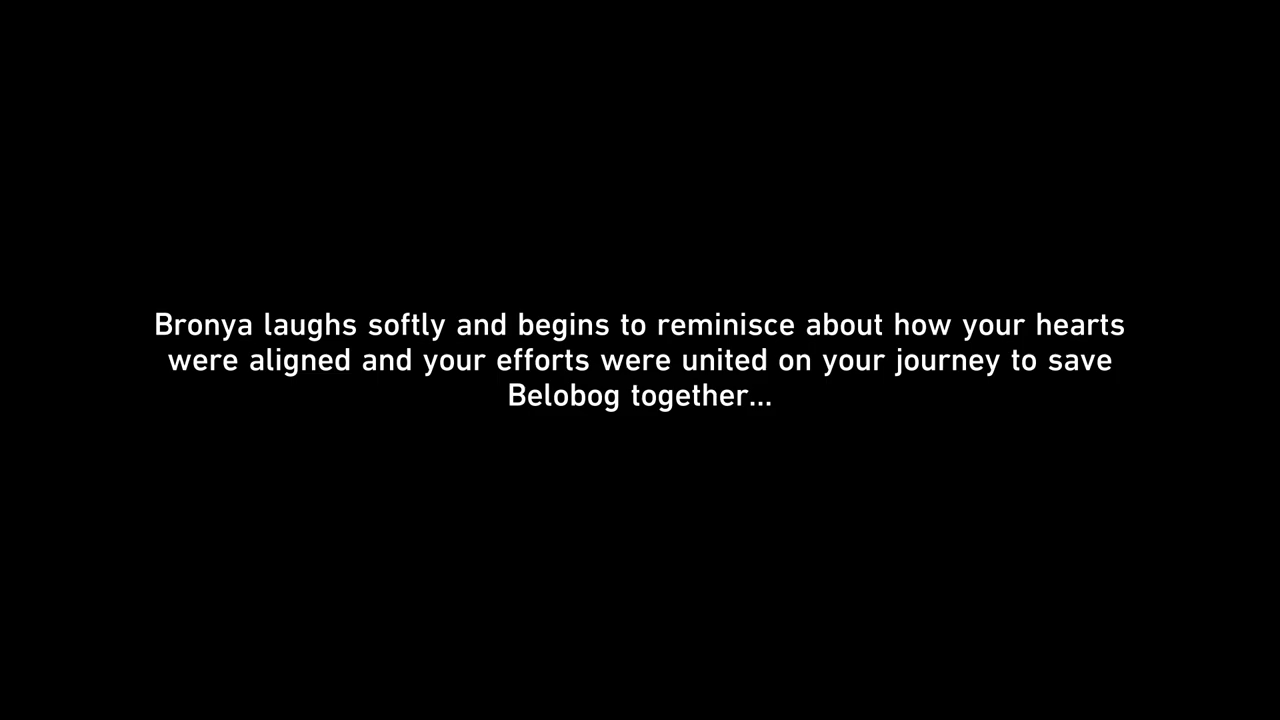 Bronya laughs softly and begins to reminisce about how your hearts
were aligned and your efforts were united on your journey to save
Belobog together...